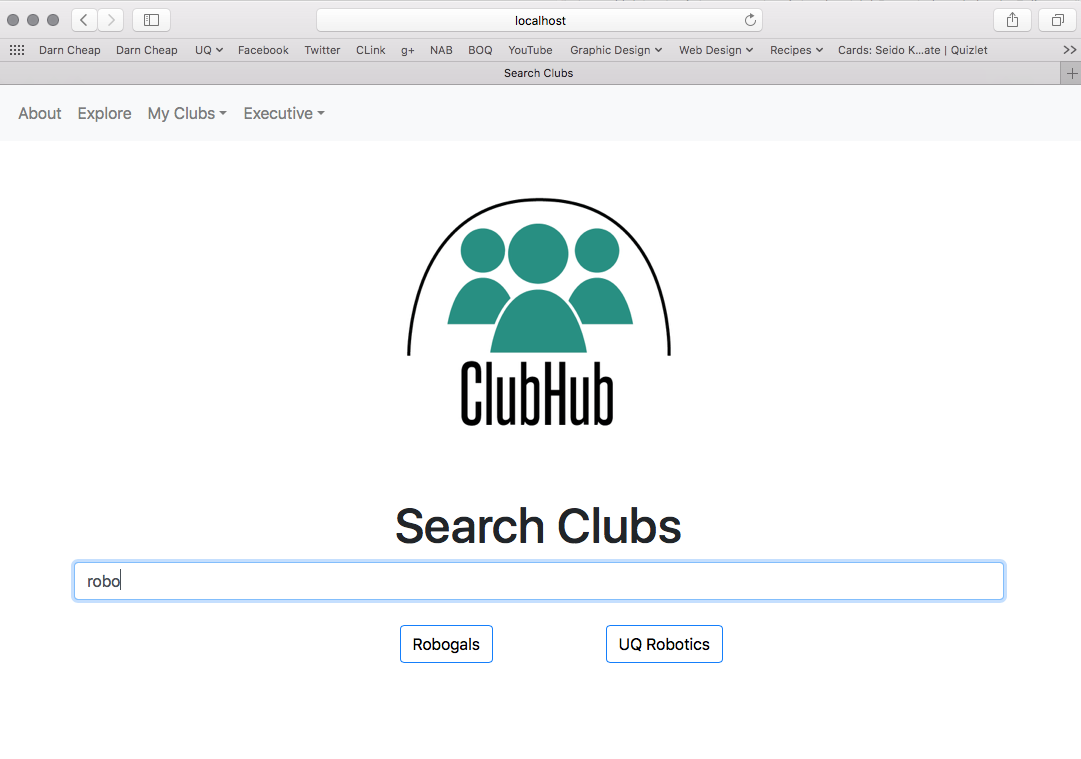 localhost
Darn Cheap Darn Cheap UQ Facebook Twitter CLink g+ NAB BOQ YouTube Graphic Design Web Design Recipes Cards: Seido K...ate | Quizlet
Search Clubs
About Explore My Clubs Executive
ClubHub
Search Clubs
robo
Robogals UQ Robotics